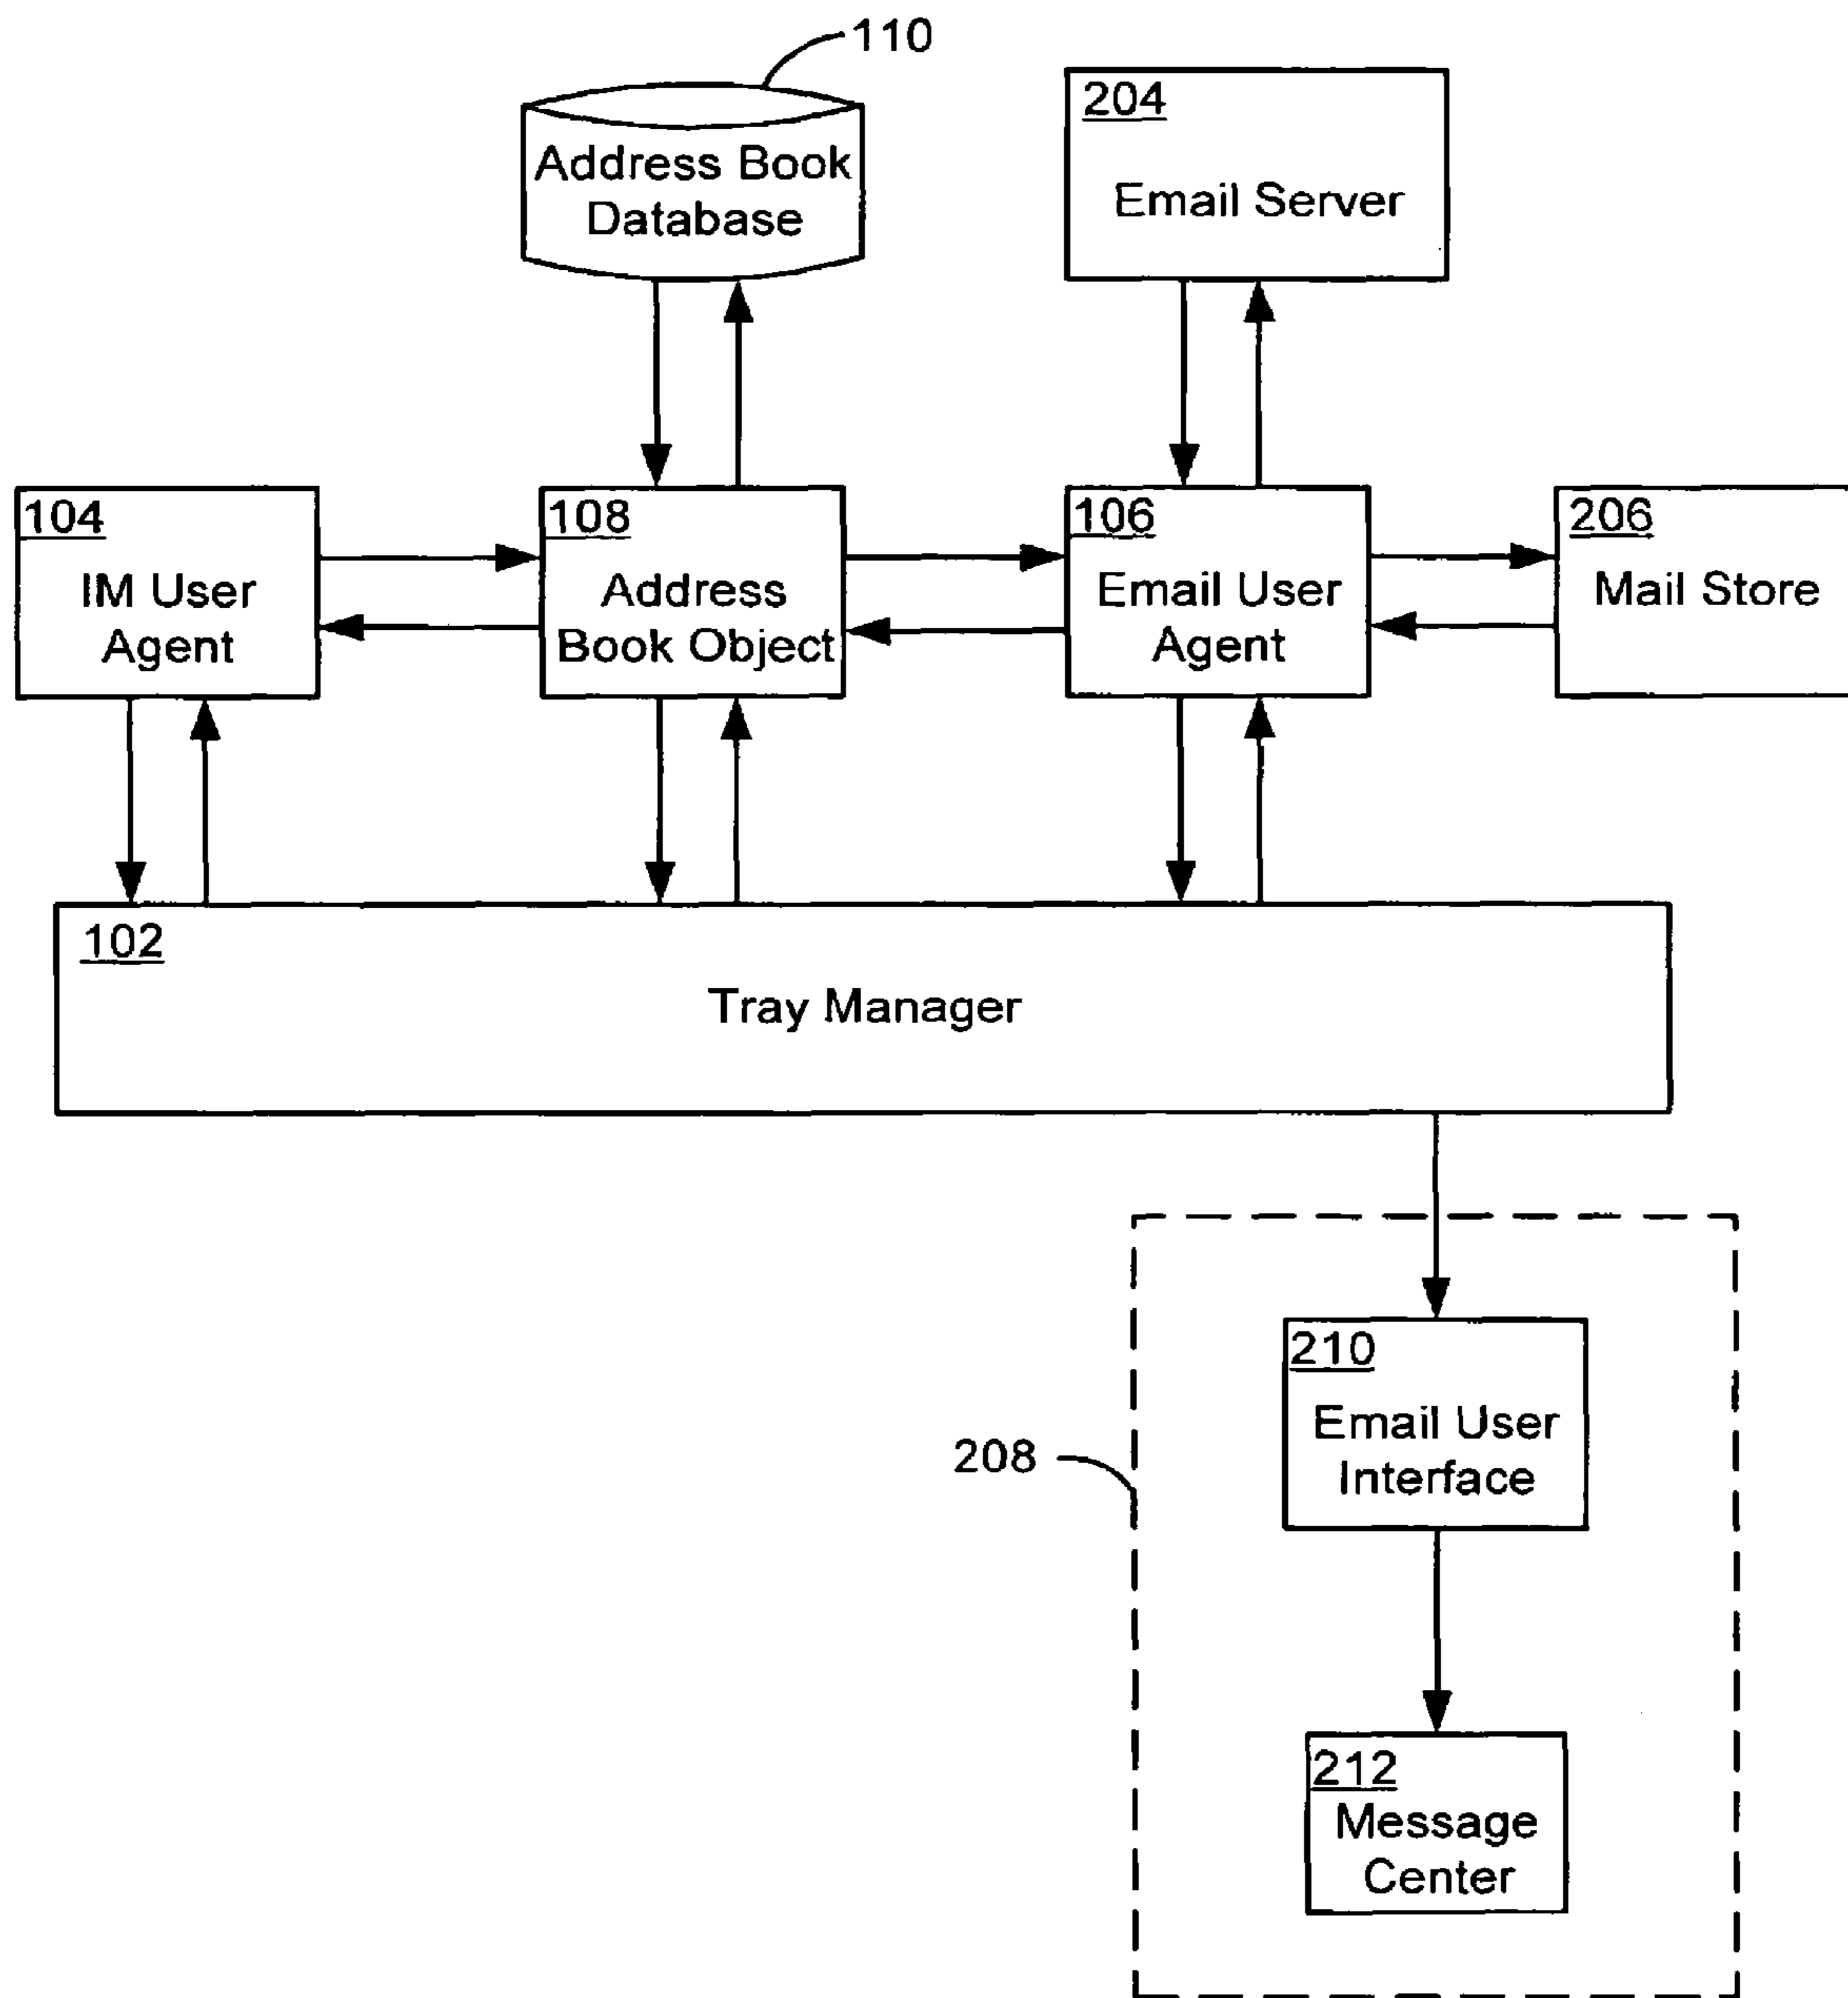 110
Address Book
Database
204
Email Server
104
IM User
Agent
108
Address
Book Object
106
Email User
Agent
206
Mail Store
102
Tray Manager
208
210
Email User
Interface
212
Message
Center